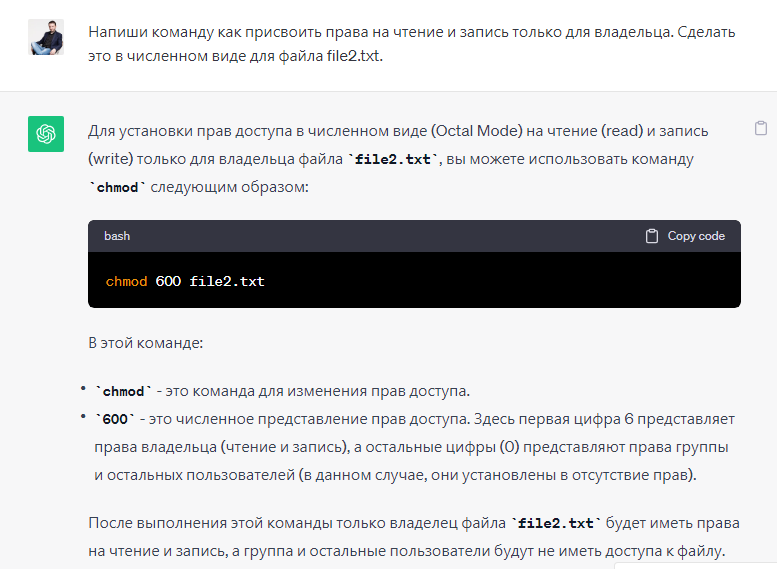 Напиши команду как присвоить права на чтение и запись только для владельца. Сделать
это в численном виде для файла file2.txt.
Для установки прав доступа в численном виде (Octal Mode) на чтение (read) и запись
(write) только для владельца файла `file2.txt`, вы можете использовать команду
`chmod` следующим образом:
bash
Copy code
chmod 600 file2.txt
В этой команде:
• `chmod` - это команда для изменения прав доступа.
• `600` - это численное представление прав доступа. Здесь первая цифра 6 представляет
права владельца (чтение и запись), а остальные цифры (0) представляют права группы
и остальных пользователей (в данном случае, они установлены в отсутствие прав).
После выполнения этой команды только владелец файла `file2.txt` будет иметь права
на чтение и запись, а группа и остальные пользователи будут не иметь доступа к файлу.